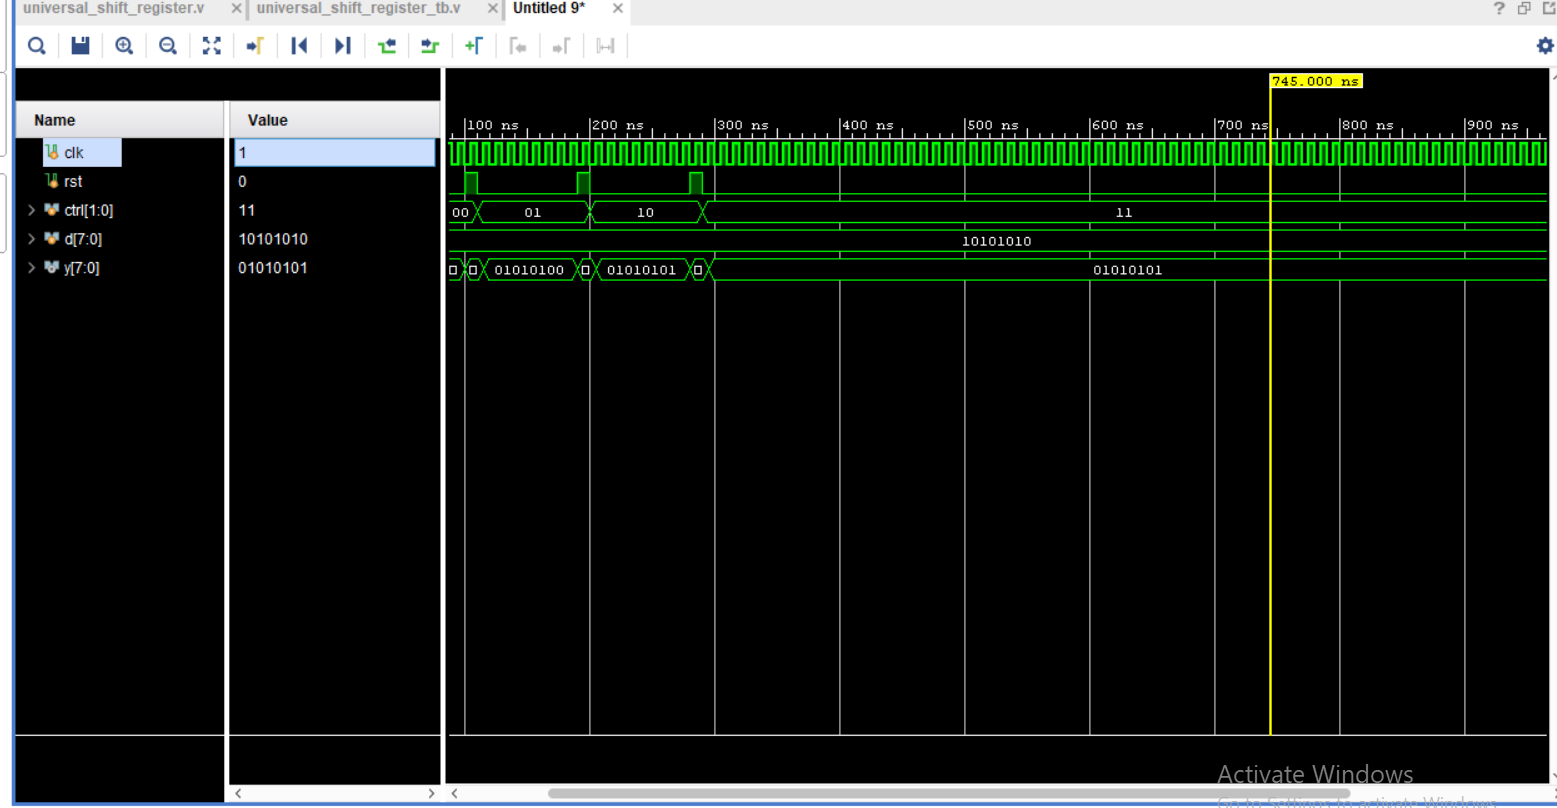 universal_shift_register.v × universal_shift_register_tb.v × Untitled 9* ×
745.000 ns
Name Value
100 ns 200 ns 300 ns 400 ns 500 ns 600 ns 700 ns 800 ns 900 ns
clk 1
rst 0
ctrl[1:0] 11 00 01 10 11
d[7:0] 10101010 10101010
y[7:0] 01010101 01010100 01010101 01010101
Activate Windows
Go to Settings to activate Windows.